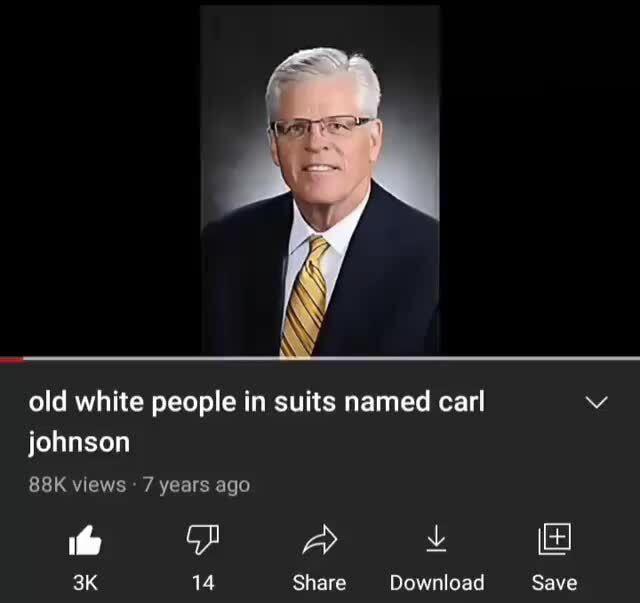 old white people in suits named carl
johnson
88K views · 7 years ago
3K 14 Share Download Save